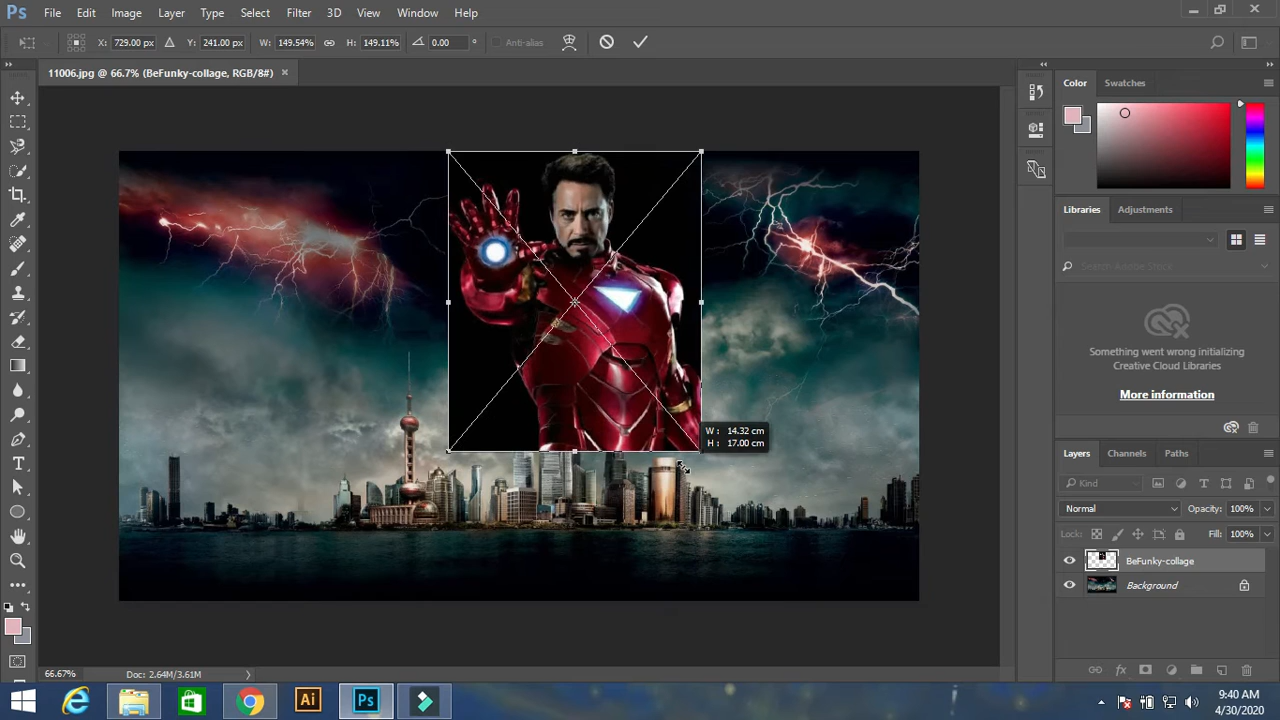 Ps File Edit Image Layer Type Select Filter 3D View Window Help
X: 729.00 px Y: 241.00 px W: 149.54% H: 149.11% 0.00 ° Anti-alias
11006.jpg @ 66.7% (BeFunky-collage, RGB/8#) ×
Color Swatches
Libraries Adjustments
Search Adobe Stock
Something went wrong initializing
Creative Cloud Libraries
More information
W : 14.32 cm
H : 17.00 cm
Layers Channels Paths
Kind
Normal Opacity: 100%
Lock: Fill: 100%
BeFunky-collage
Background
66.67% Doc: 2.64M/3.61M
Ai Ps
9:40 AM
4/30/2020